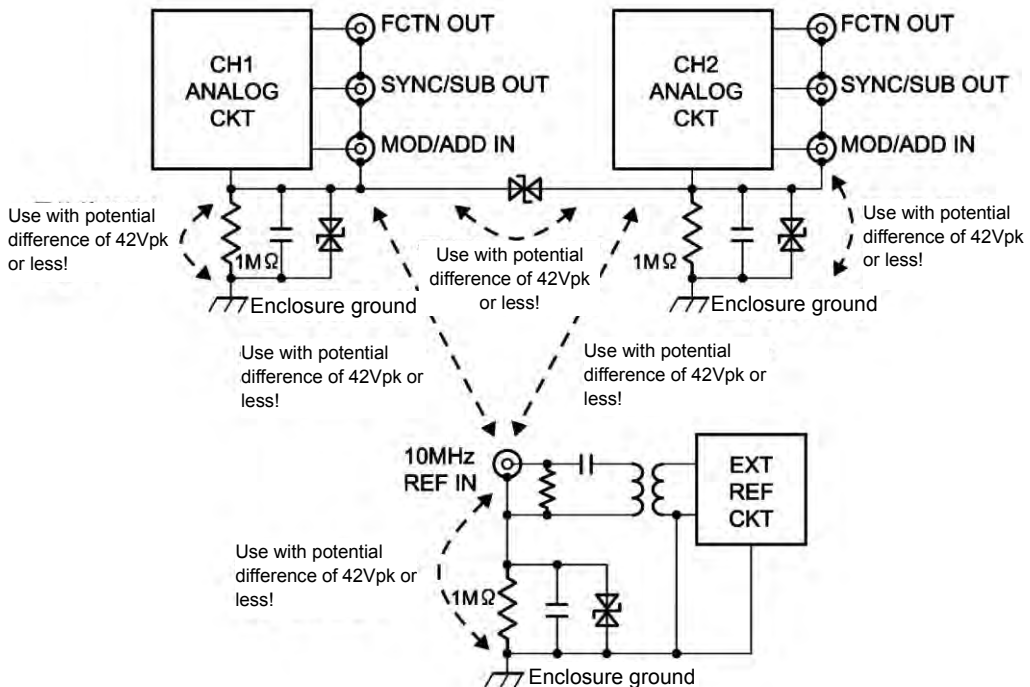 FCTN OUT
CH1
ANALOG
CKT
SYNC/SUB OUT
MOD/ADD IN
FCTN OUT
CH2
ANALOG
CKT
SYNC/SUB OUT
MOD/ADD IN
Use with potential
difference of 42Vpk
or less!
1MΩ
Enclosure ground
Use with potential
difference of 42Vpk
or less!
1MΩ
Enclosure ground
Use with potential
difference of 42Vpk
or less!
Use with potential
difference of 42Vpk or
less!
Use with potential
difference of 42Vpk or
less!
10MHz
REF IN
EXT
REF
CKT
Use with potential
difference of 42Vpk or
less!
1MΩ
Enclosure ground